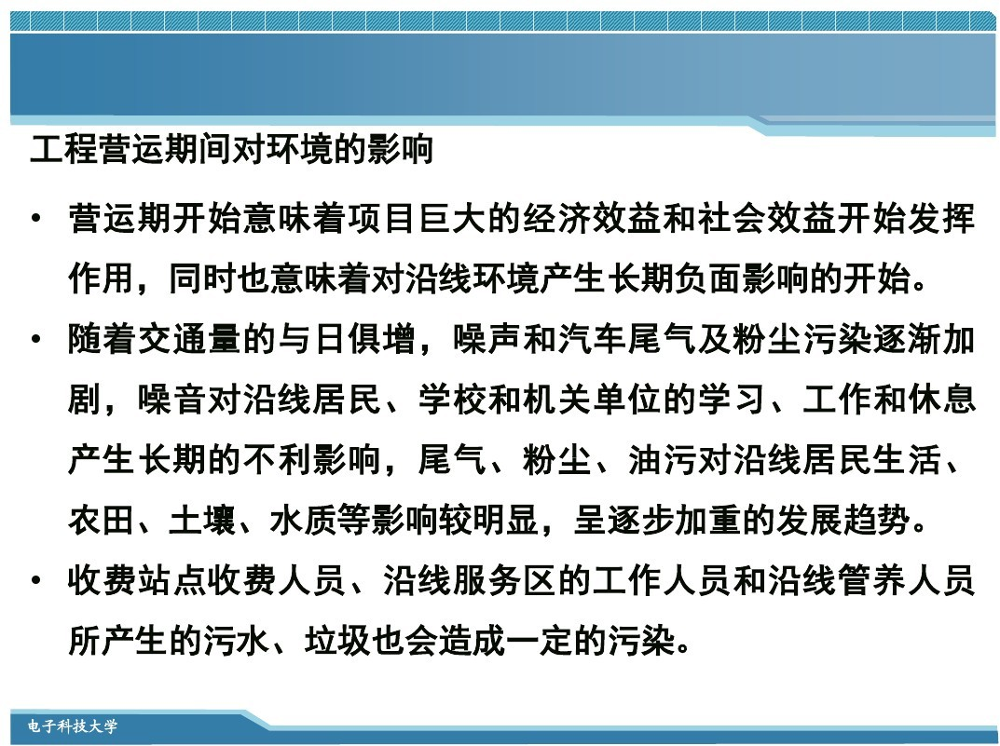 工程营运期间对环境的影响
• 营运期开始意味着项目巨大的经济效益和社会效益开始发挥
作用，同时也意味着对沿线环境产生长期负面影响的开始。
• 随着交通量的与日俱增，噪声和汽车尾气及粉尘污染逐渐加
剧，噪音对沿线居民、学校和机关单位的学习、工作和休息
产生长期的不利影响，尾气、粉尘、油污对沿线居民生活、
农田、土壤、水质等影响较明显，呈逐步加重的发展趋势。
• 收费站点收费人员、沿线服务区的工作人员和沿线管养人员
所产生的污水、垃圾也会造成一定的污染。
电子科技大学